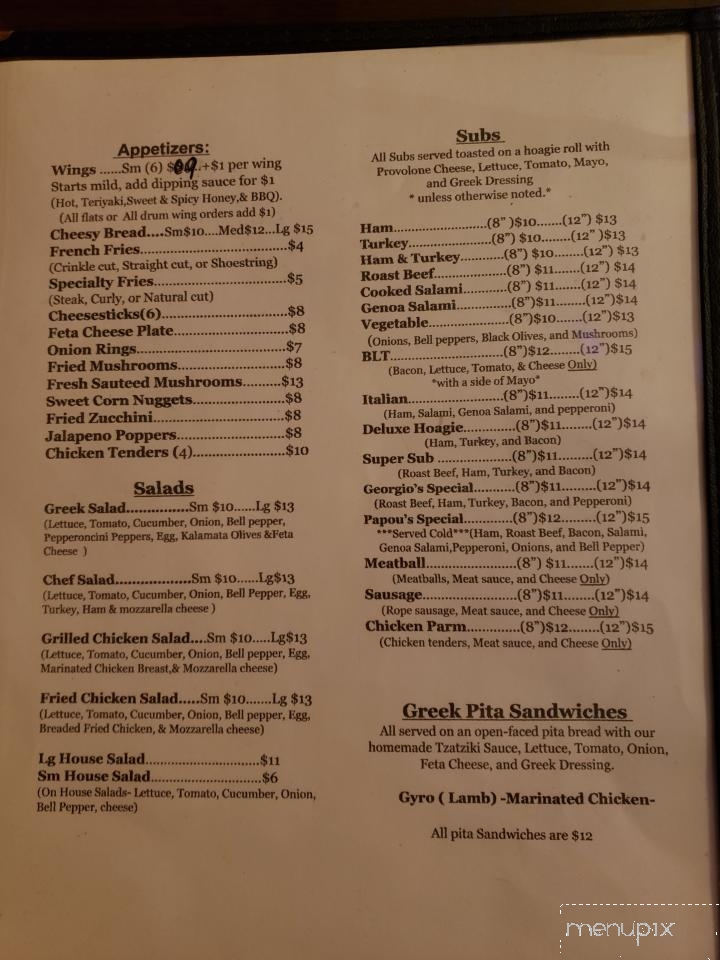 Appetizers:
Wings ......Sm (6) $09..+$1 per wing
Starts mild, add dipping sauce for $1
(Hot, Teriyaki,Sweet & Spicy Honey,& BBQ).
(All flats or All drum wing orders add $1)
Cheesy Bread....Sm$10....Med$12...Lg $15
French Fries.........................................$4
(Crinkle cut, Straight cut, or Shoestring)
Specialty Fries.....................................$5
(Steak, Curly, or Natural cut)
Cheesesticks(6)....................................$8
Feta Cheese Plate.................................$8
Onion Rings..........................................$7
Fried Mushrooms.................................$8
Fresh Sauteed Mushrooms..................$13
Sweet Corn Nuggets..............................$8
Fried Zucchini.......................................$8
Jalapeno Poppers..................................$8
Chicken Tenders (4)..............................$10
Salads
Greek Salad...............Sm $10......Lg $13
(Lettuce, Tomato, Cucumber, Onion, Bell pepper,
Pepperoncini Peppers, Egg, Kalamata Olives &Feta
Cheese )
Chef Salad..................Sm $10......Lg$13
(Lettuce, Tomato, Cucumber, Onion, Bell Pepper, Egg,
Turkey, Ham & mozzarella cheese )
Grilled Chicken Salad....Sm $10.....Lg$13
(Lettuce, Tomato, Cucumber, Onion, Bell pepper, Egg,
Marinated Chicken Breast,& Mozzarella cheese)
Fried Chicken Salad.....Sm $10.......Lg $13
(Lettuce, Tomato, Cucumber, Onion, Bell pepper, Egg,
Breaded Fried Chicken, & Mozzarella cheese)
Lg House Salad............................$11
Sm House Salad...........................$6
(On House Salads- Lettuce, Tomato, Cucumber, Onion,
Bell Pepper, cheese)
Subs
All Subs served toasted on a hoagie roll with
Provolone Cheese, Lettuce, Tomato, Mayo,
and Greek Dressing
* unless otherwise noted.*
Ham........................(8” )$10.......(12”) $13
Turkey.....................(8”) $10.......(12” )$13
Ham & Turkey..............(8”) $10.......(12”) $13
Roast Beef..................(8”) $11.......(12”) $14
Cooked Salami..............(8”) $11......(12”) $14
Genoa Salami...............(8”)$11.......(12”)$14
Vegetable....................(8”)$10.......(12”)$13
(Onions, Bell peppers, Black Olives, and Mushrooms)
BLT...........................(8”)$12........(12”)$15
(Bacon, Lettuce, Tomato, & Cheese Only)
*with a side of Mayo*
Italian.......................(8”)$11........(12”)$14
(Ham, Salami, Genoa Salami, and pepperoni)
Deluxe Hoagie.............(8”)$11........(12”)$14
(Ham, Turkey, and Bacon)
Super Sub ..................(8”)$11.........(12”)$14
(Roast Beef, Ham, Turkey, and Bacon)
Georgio’s Special...........(8”)$11........(12”)$14
(Roast Beef, Ham, Turkey, Bacon, and Pepperoni)
Papou’s Special............(8”)$12........(12”)$15
***Served Cold***(Ham, Roast Beef, Bacon, Salami,
Genoa Salami,Pepperoni, Onions, and Bell Pepper)
Meatball.....................(8”) $11.......(12”)$14
(Meatballs, Meat sauce, and Cheese Only)
Sausage.....................(8”)$11........(12”)$14
(Rope sausage, Meat sauce, and Cheese Only)
Chicken Parm..............(8”)$12........(12”)$15
(Chicken tenders, Meat sauce, and Cheese Only)
Greek Pita Sandwiches
All served on an open-faced pita bread with our
homemade Tzatziki Sauce, Lettuce, Tomato, Onion,
Feta Cheese, and Greek Dressing.
Gyro ( Lamb) -Marinated Chicken-
All pita Sandwiches are $12
menupix